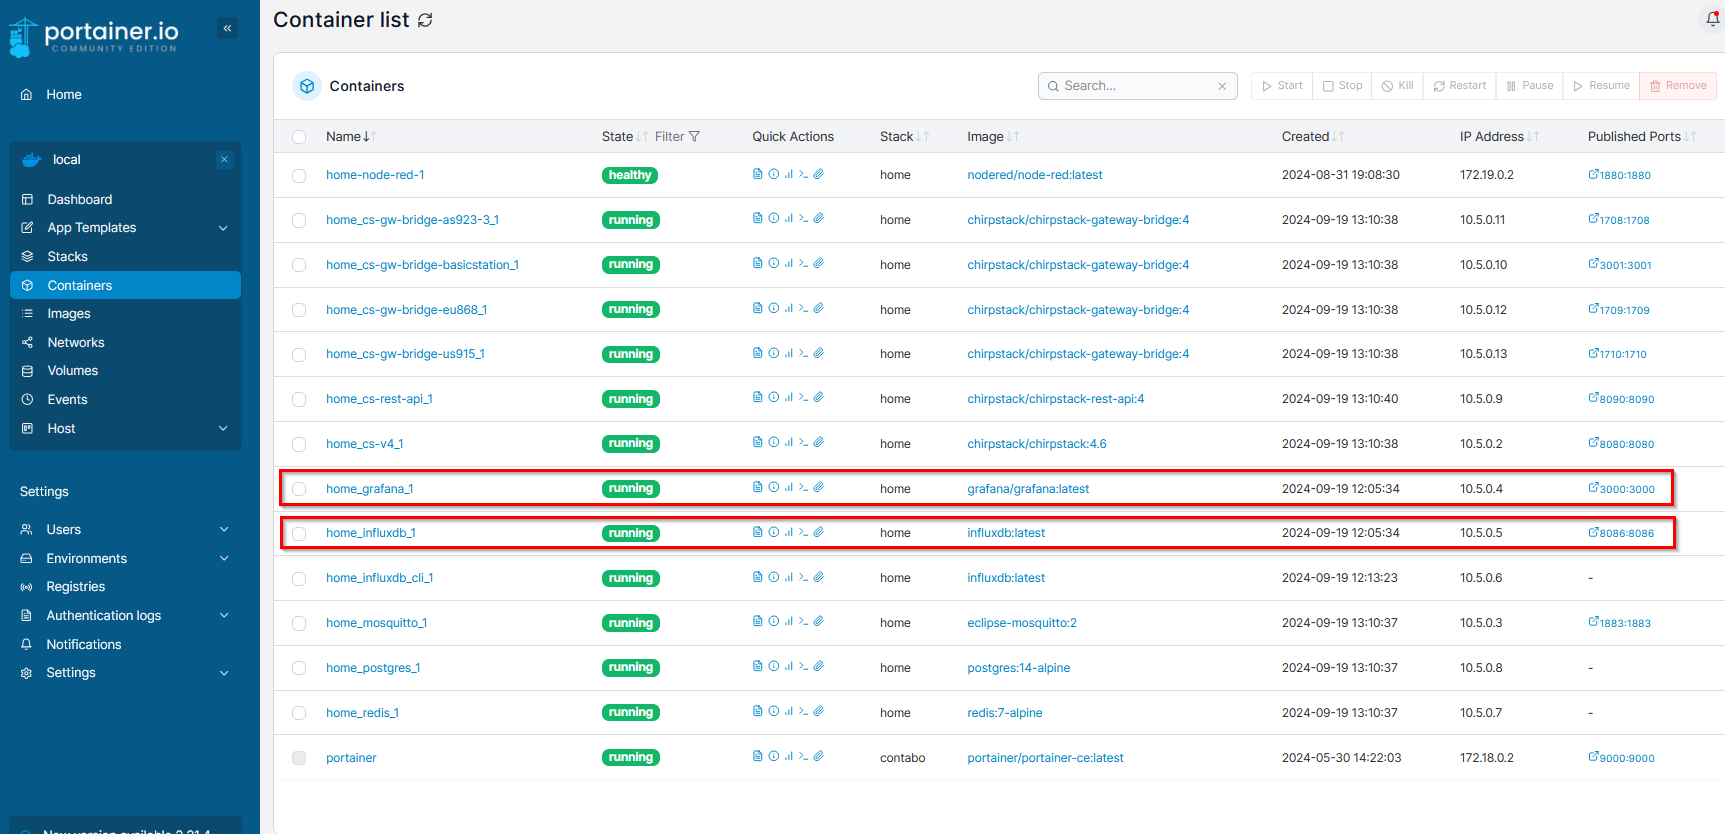 portainer.io
COMMUNITY EDITION
Home
local
Dashboard
App Templates
Stacks
Containers
Images
Networks
Volumes
Events
Host
Settings
Users
Environments
Registries
Authentication logs
Notifications
Settings
New version available 2.21.4
Container list
Containers
Search...
Start Stop Kill Restart Pause Resume Remove
Name State Filter Quick Actions Stack Image Created IP Address Published Ports
home-node-red-1 healthy home nodered/node-red:latest 2024-08-31 19:08:30 172.19.0.2 1880:1880
home_cs-gw-bridge-as923-3_1 running home chirpstack/chirpstack-gateway-bridge:4 2024-09-19 13:10:38 10.5.0.11 1708:1708
home_cs-gw-bridge-basicstation_1 running home chirpstack/chirpstack-gateway-bridge:4 2024-09-19 13:10:38 10.5.0.10 3001:3001
home_cs-gw-bridge-eu868_1 running home chirpstack/chirpstack-gateway-bridge:4 2024-09-19 13:10:38 10.5.0.12 1709:1709
home_cs-gw-bridge-us915_1 running home chirpstack/chirpstack-gateway-bridge:4 2024-09-19 13:10:38 10.5.0.13 1710:1710
home_cs-rest-api_1 running home chirpstack/chirpstack-rest-api:4 2024-09-19 13:10:40 10.5.0.9 8090:8090
home_cs-v4_1 running home chirpstack/chirpstack:4.6 2024-09-19 13:10:38 10.5.0.2 8080:8080
home_grafana_1 running home grafana/grafana:latest 2024-09-19 12:05:34 10.5.0.4 3000:3000
home_influxdb_1 running home influxdb:latest 2024-09-19 12:05:34 10.5.0.5 8086:8086
home_influxdb_cli_1 running home influxdb:latest 2024-09-19 12:13:23 10.5.0.6 -
home_mosquitto_1 running home eclipse-mosquitto:2 2024-09-19 13:10:37 10.5.0.3 1883:1883
home_postgres_1 running home postgres:14-alpine 2024-09-19 13:10:37 10.5.0.8 -
home_redis_1 running home redis:7-alpine 2024-09-19 13:10:37 10.5.0.7 -
portainer running contabo portainer/portainer-ce:latest 2024-05-30 14:22:03 172.18.0.2 9000:9000